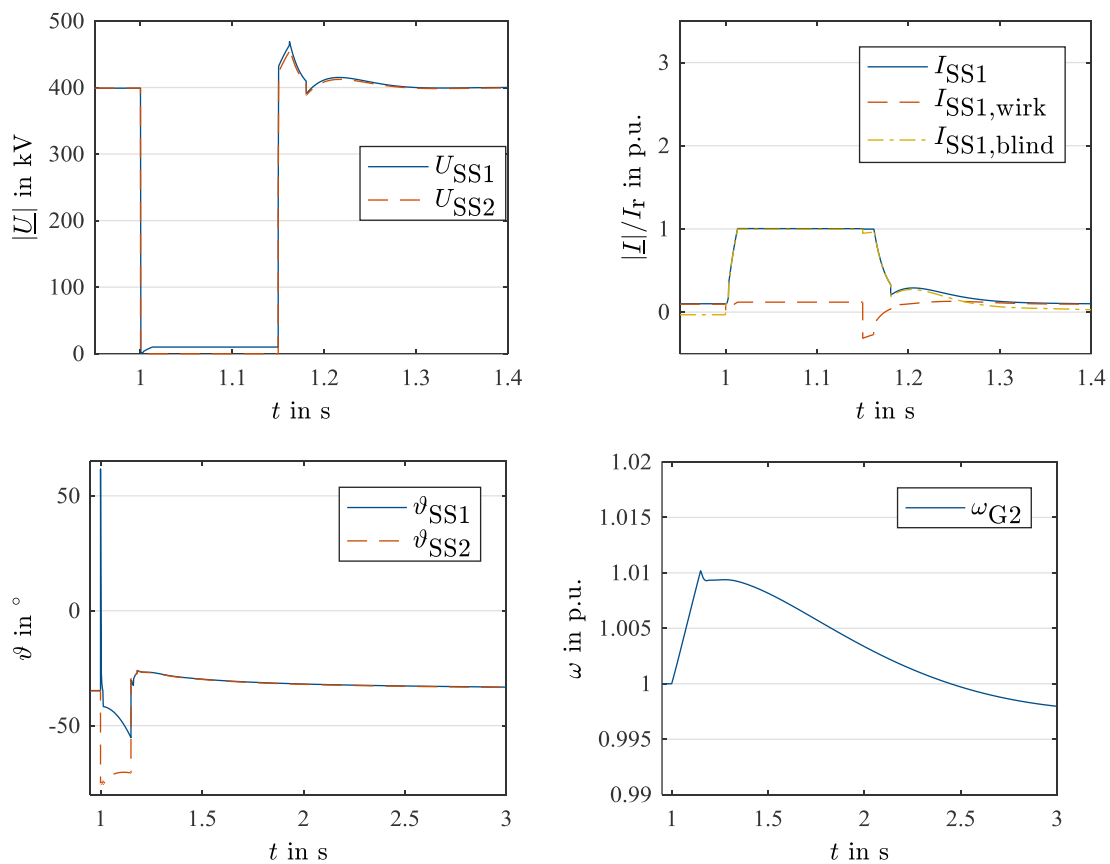 500
400
300
200
100
0
|U| in kV
U_SS1
U_SS2
1
1.1
1.2
1.3
1.4
t in s
3
2
1
0
|I|/I_r in p.u.
I_SS1
I_SS1,wirk
I_SS1,blind
1
1.1
1.2
1.3
1.4
t in s
50
0
-50
ϑ in °
ϑ_SS1
ϑ_SS2
1
1.5
2
2.5
3
t in s
1.02
1.015
1.01
1.005
1
0.995
0.99
ω in p.u.
ω_G2
1
1.5
2
2.5
3
t in s